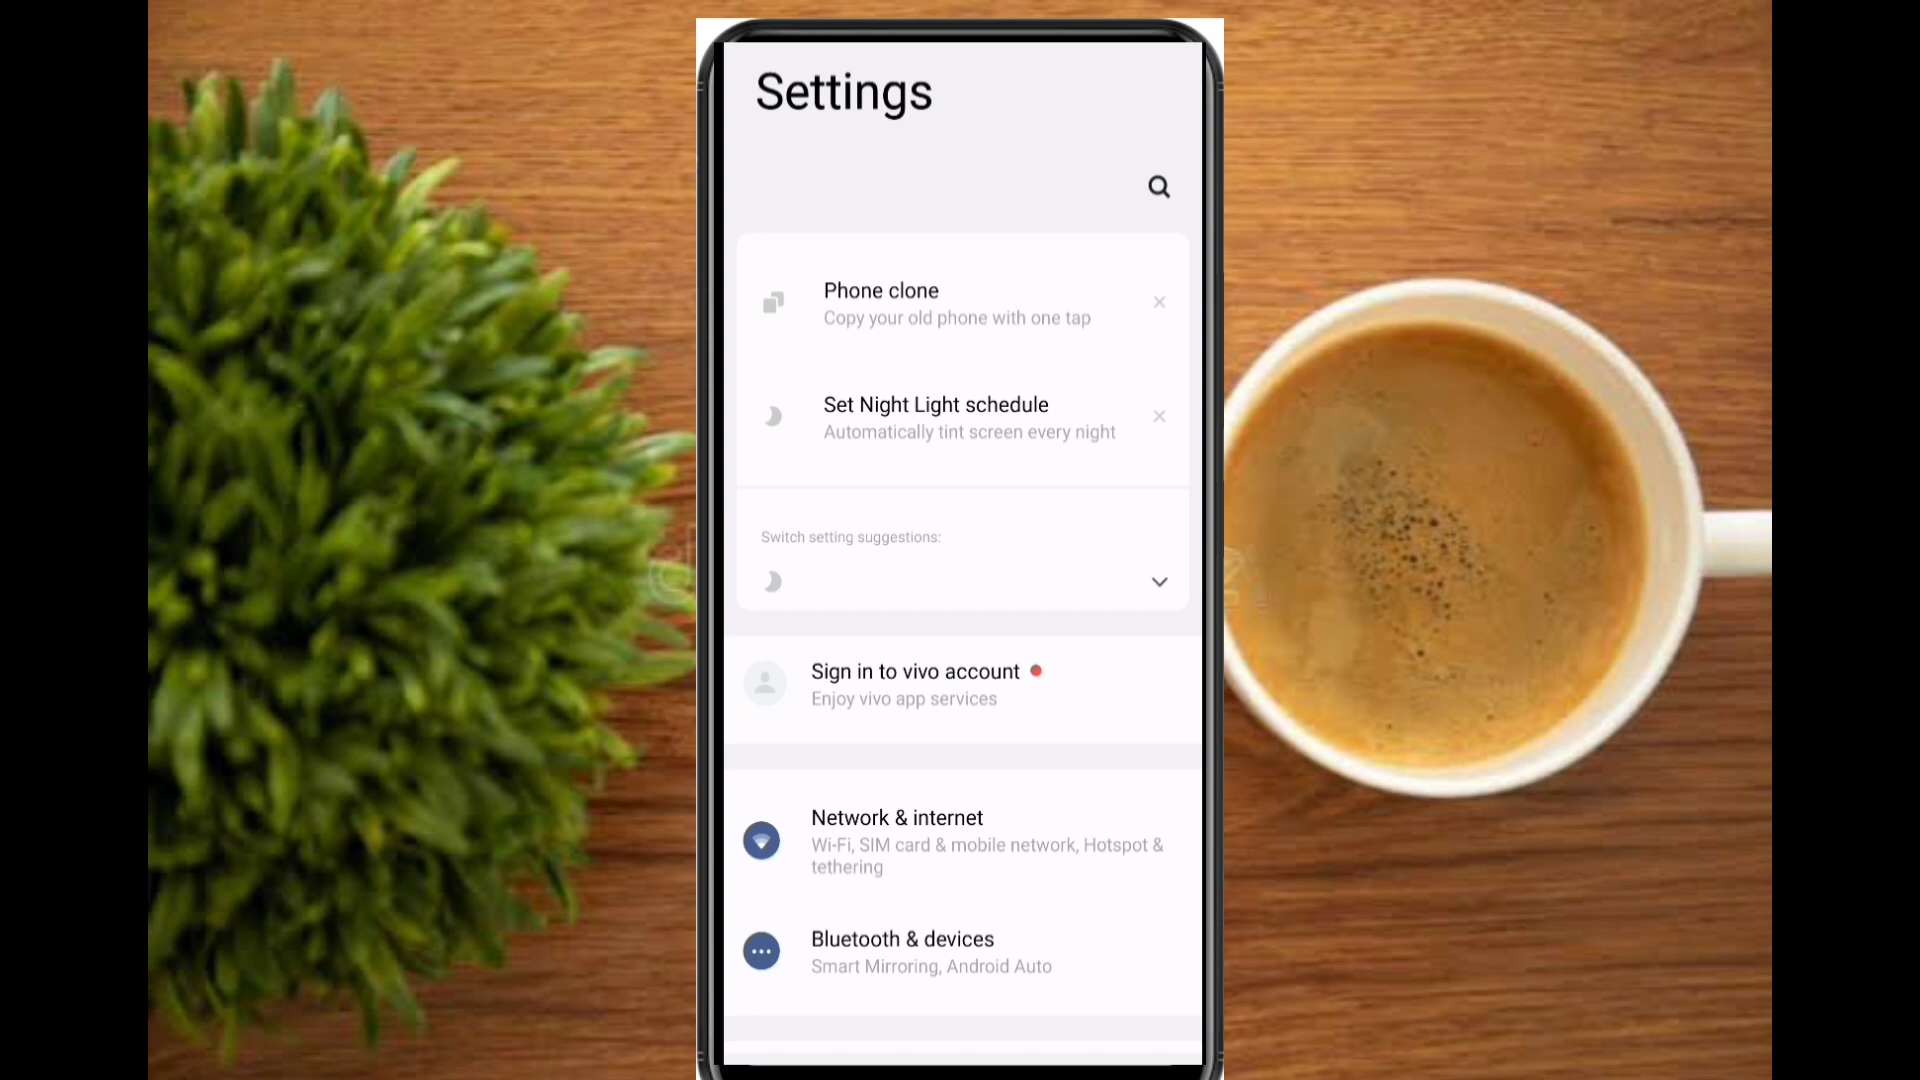 Settings
Phone clone
Copy your old phone with one tap
Set Night Light schedule
Automatically tint screen every night
Switch setting suggestions:
Sign in to vivo account
Enjoy vivo app services
Network & internet
Wi-Fi, SIM card & mobile network, Hotspot &
tethering
Bluetooth & devices
Smart Mirroring, Android Auto